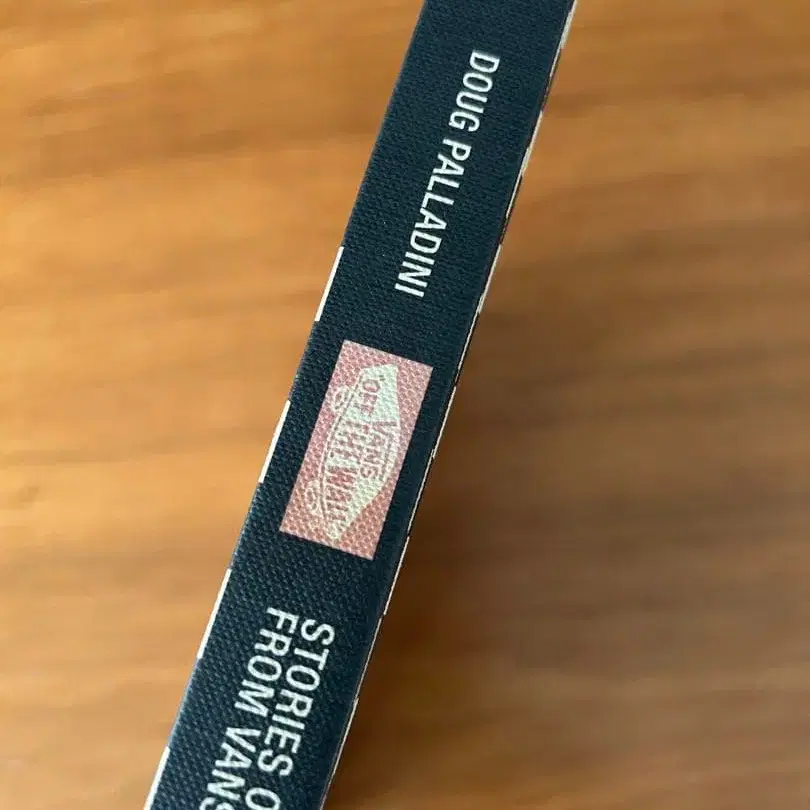 DOUG PALLADINI
VANS
"OFF THE WALL
STORIES O
FROM VANS